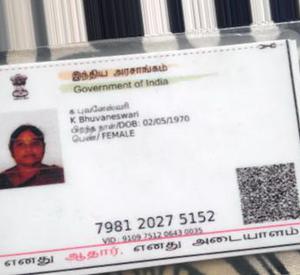 இந்திய அரசாங்கம்
Government of India
க புவனேஸ்வரி
K Bhuvaneswari
பிறந்த நாள்/DOB: 02/05/1970
பெண்/ FEMALE
7981 2027 5152
VID : 9109 7512 0643 0035
எனது ஆதார், எனது அடையாளம்